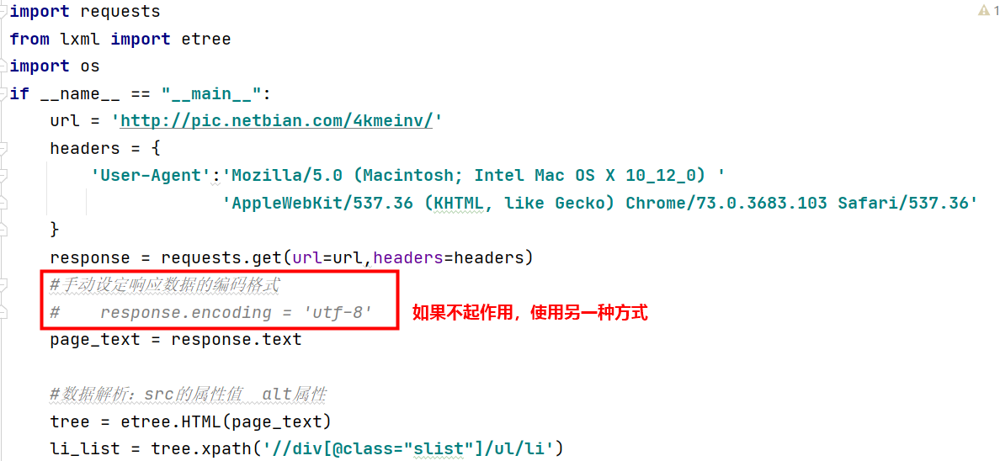 import requests
1
from lxml import etree
import os
if __name__ == "__main__":
    url = 'http://pic.netbian.com/4kmeinv/'
    headers = {
        'User-Agent':'Mozilla/5.0 (Macintosh; Intel Mac OS X 10_12_0) '
                     'AppleWebKit/537.36 (KHTML, like Gecko) Chrome/73.0.3683.103 Safari/537.36'
    }
    response = requests.get(url=url,headers=headers)
    #手动设定响应数据的编码格式
    #    response.encoding = 'utf-8'
如果不起作用，使用另一种方式
    page_text = response.text
    #数据解析：src的属性值  alt属性
    tree = etree.HTML(page_text)
    li_list = tree.xpath('//div[@class="slist"]/ul/li')